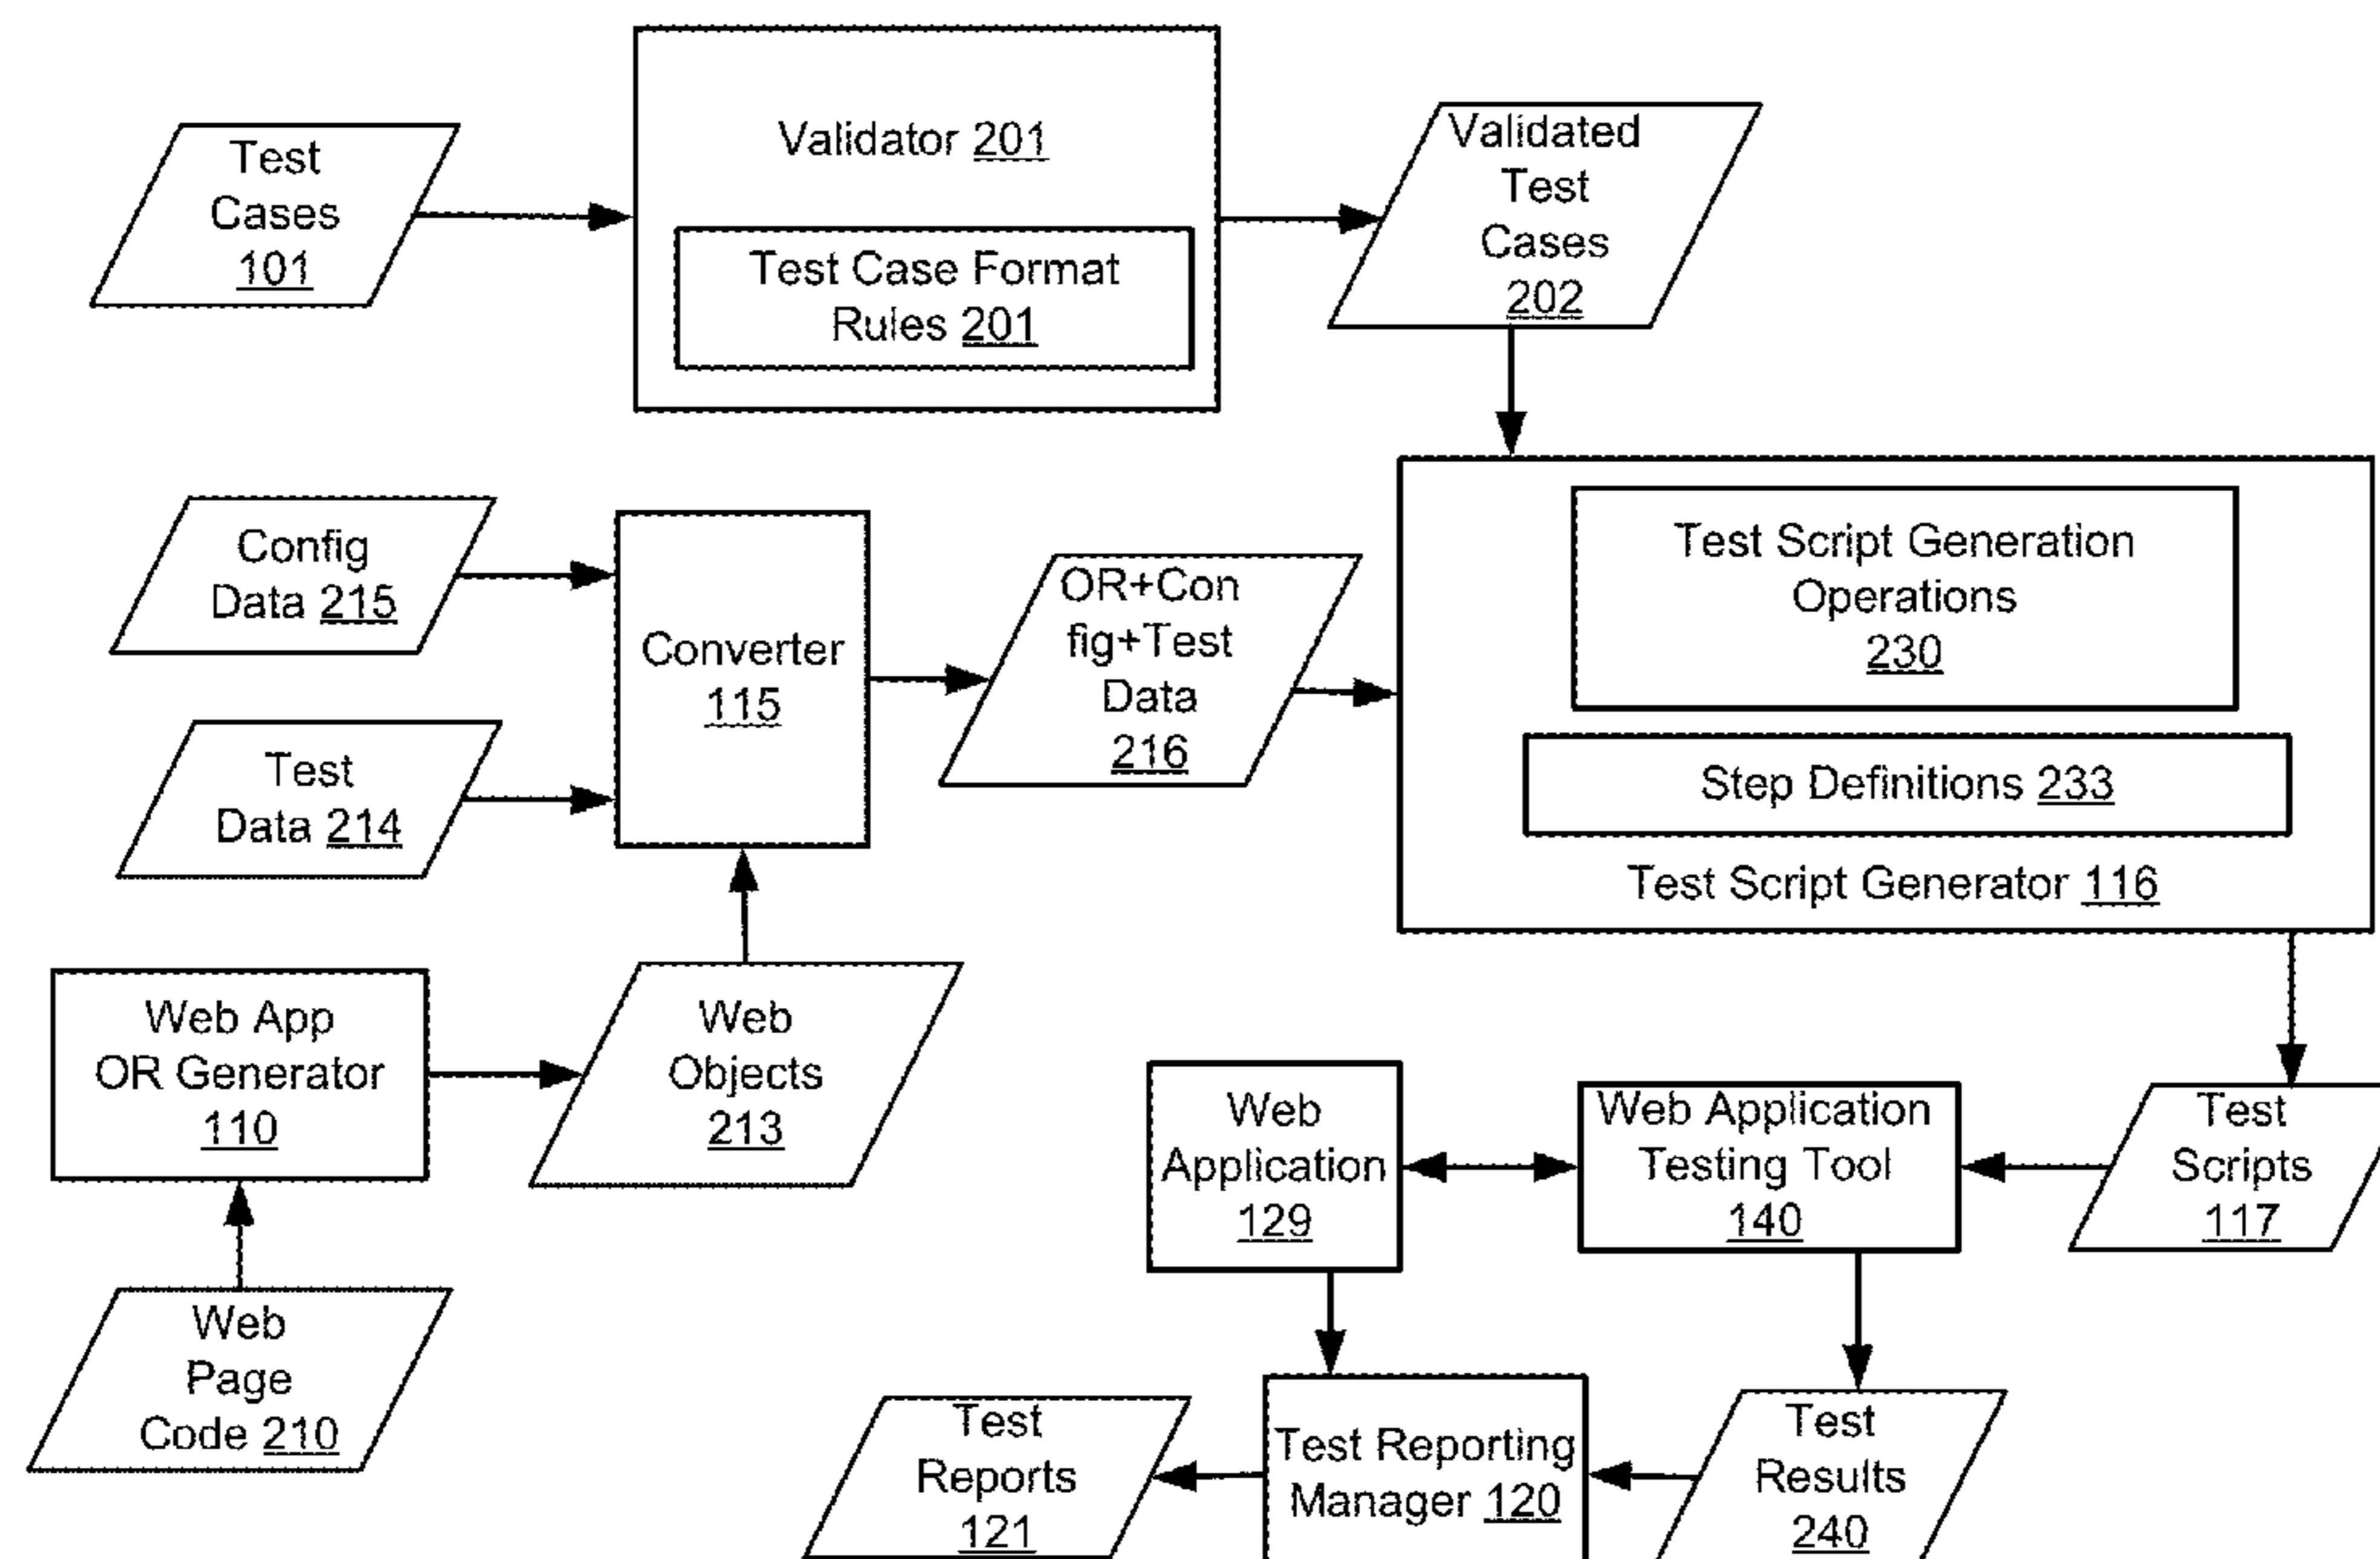 Test
Cases
101
Validator 201
Test Case Format
Rules 201
Validated
Test
Cases
202
Config
Data 215
Test
Data 214
Converter
115
OR+Con
fig+Test
Data
216
Test Script Generation
Operations
230
Step Definitions 233
Test Script Generator 116
Web App
OR Generator
110
Web
Objects
213
Web
Page
Code 210
Web
Application
129
Web Application
Testing Tool
140
Test
Scripts
117
Test
Reports
121
Test Reporting
Manager 120
Test
Results
240